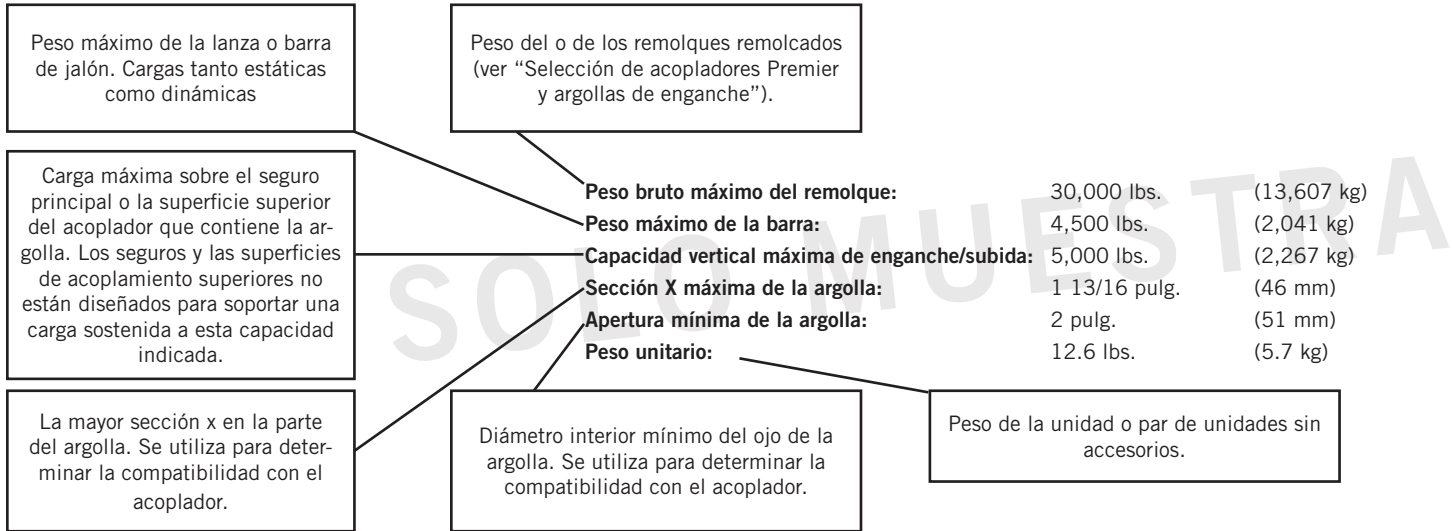 Peso máximo de la lanza o barra
de jalón. Cargas tanto estáticas
como dinámicas
Peso del o de los remolques remolcados
(ver “Selección de acopladores Premier
y argollas de enganche”).
Carga máxima sobre el seguro
principal o la superficie superior
del acoplador que contiene la ar-
golla. Los seguros y las superficies
de acoplamiento superiores no
están diseñados para soportar una
carga sostenida a esta capacidad
indicada.
Peso bruto máximo del remolque: 30,000 lbs. (13,607 kg)
Peso máximo de la barra: 4,500 lbs. (2,041 kg)
Capacidad vertical máxima de enganche/subida: 5,000 lbs. (2,267 kg)
Sección X máxima de la argolla: 1 13/16 pulg. (46 mm)
Apertura mínima de la argolla: 2 pulg. (51 mm)
Peso unitario: 12.6 lbs. (5.7 kg)
SOLO MUESTRA
La mayor sección x en la parte
del argolla. Se utiliza para deter-
minar la compatibilidad con el
acoplador.
Diámetro interior mínimo del ojo de la
argolla. Se utiliza para determinar la
compatibilidad con el acoplador.
Peso de la unidad o par de unidades sin
accesorios.